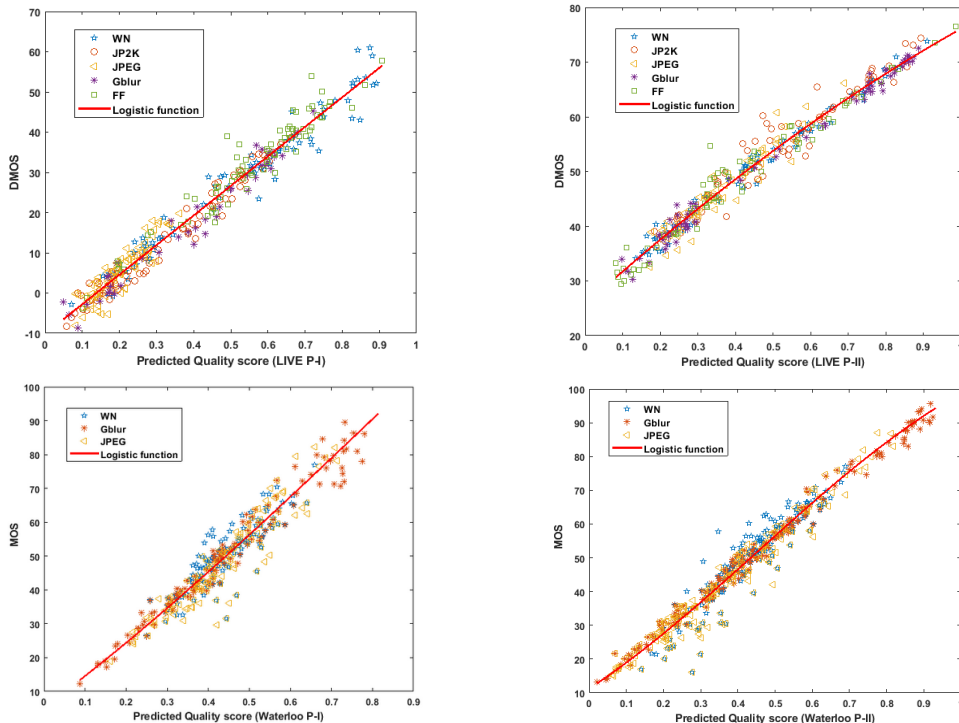 70
60
50
40
30
20
10
0
-10
DMOS
WN
JP2K
JPEG
Gblur
FF
Logistic function
0 0.1 0.2 0.3 0.4 0.5 0.6 0.7 0.8 0.9 1
Predicted Quality score (LIVE P-I)
80
70
60
50
40
30
20
DMOS
WN
JP2K
JPEG
Gblur
FF
Logistic function
0 0.1 0.2 0.3 0.4 0.5 0.6 0.7 0.8 0.9 1
Predicted Quality score (LIVE P-II)
100
90
80
70
60
50
40
30
20
10
MOS
WN
Gblur
JPEG
Logistic function
0 0.1 0.2 0.3 0.4 0.5 0.6 0.7 0.8 0.9
Predicted Quality score (Waterloo P-I)
100
90
80
70
60
50
40
30
20
10
MOS
WN
Gblur
JPEG
Logistic function
0 0.1 0.2 0.3 0.4 0.5 0.6 0.7 0.8 0.9 1
Predicted Quality score (Waterloo P-II)